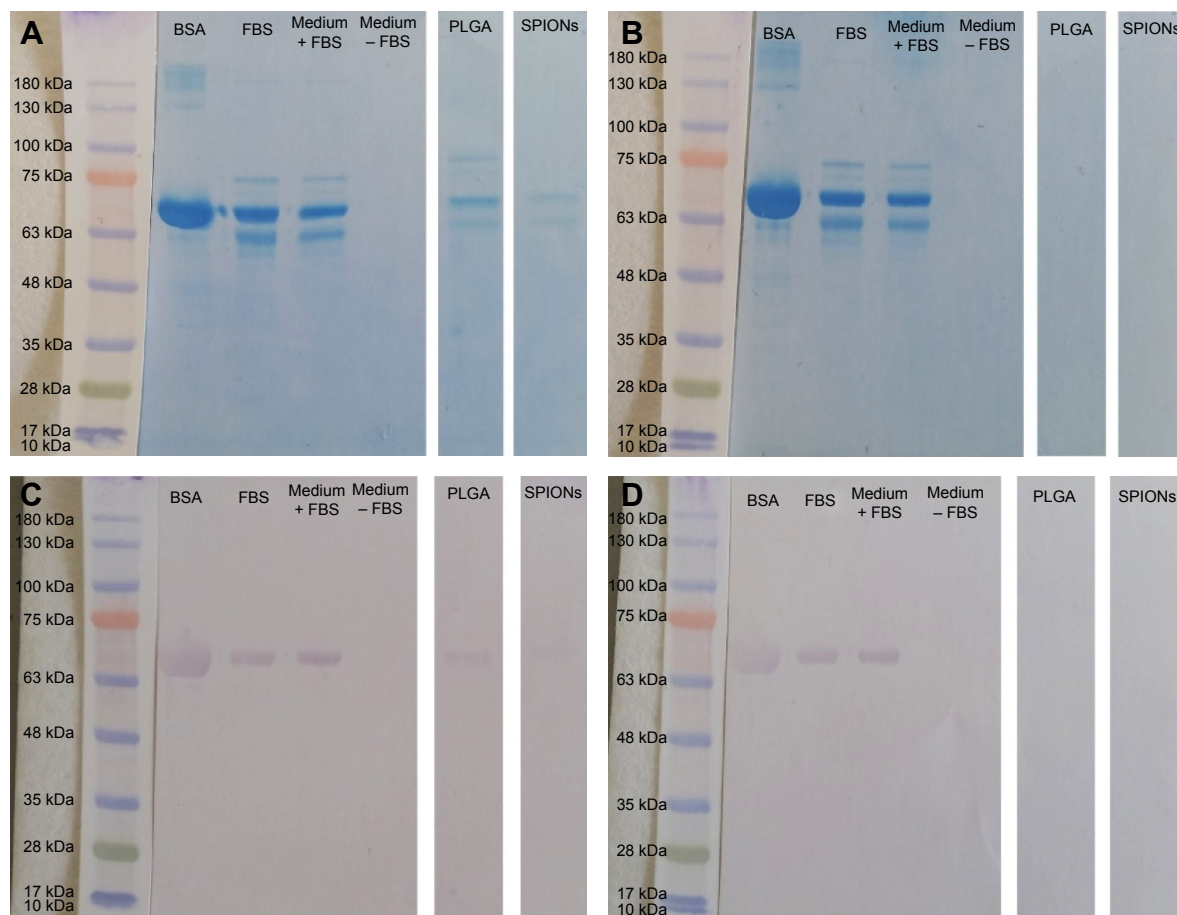 A
BSA
FBS
Medium
+ FBS
Medium
– FBS
PLGA
SPIONs
180 kDa
130 kDa
100 kDa
75 kDa
63 kDa
48 kDa
35 kDa
28 kDa
17 kDa
10 kDa
B
BSA
FBS
Medium
+ FBS
Medium
– FBS
PLGA
SPIONs
180 kDa
130 kDa
100 kDa
75 kDa
63 kDa
48 kDa
35 kDa
28 kDa
17 kDa
10 kDa
C
BSA
FBS
Medium
+ FBS
Medium
– FBS
PLGA
SPIONs
180 kDa
130 kDa
100 kDa
75 kDa
63 kDa
48 kDa
35 kDa
28 kDa
17 kDa
10 kDa
D
BSA
FBS
Medium
+ FBS
Medium
– FBS
PLGA
SPIONs
180 kDa
130 kDa
100 kDa
75 kDa
63 kDa
48 kDa
35 kDa
28 kDa
17 kDa
10 kDa